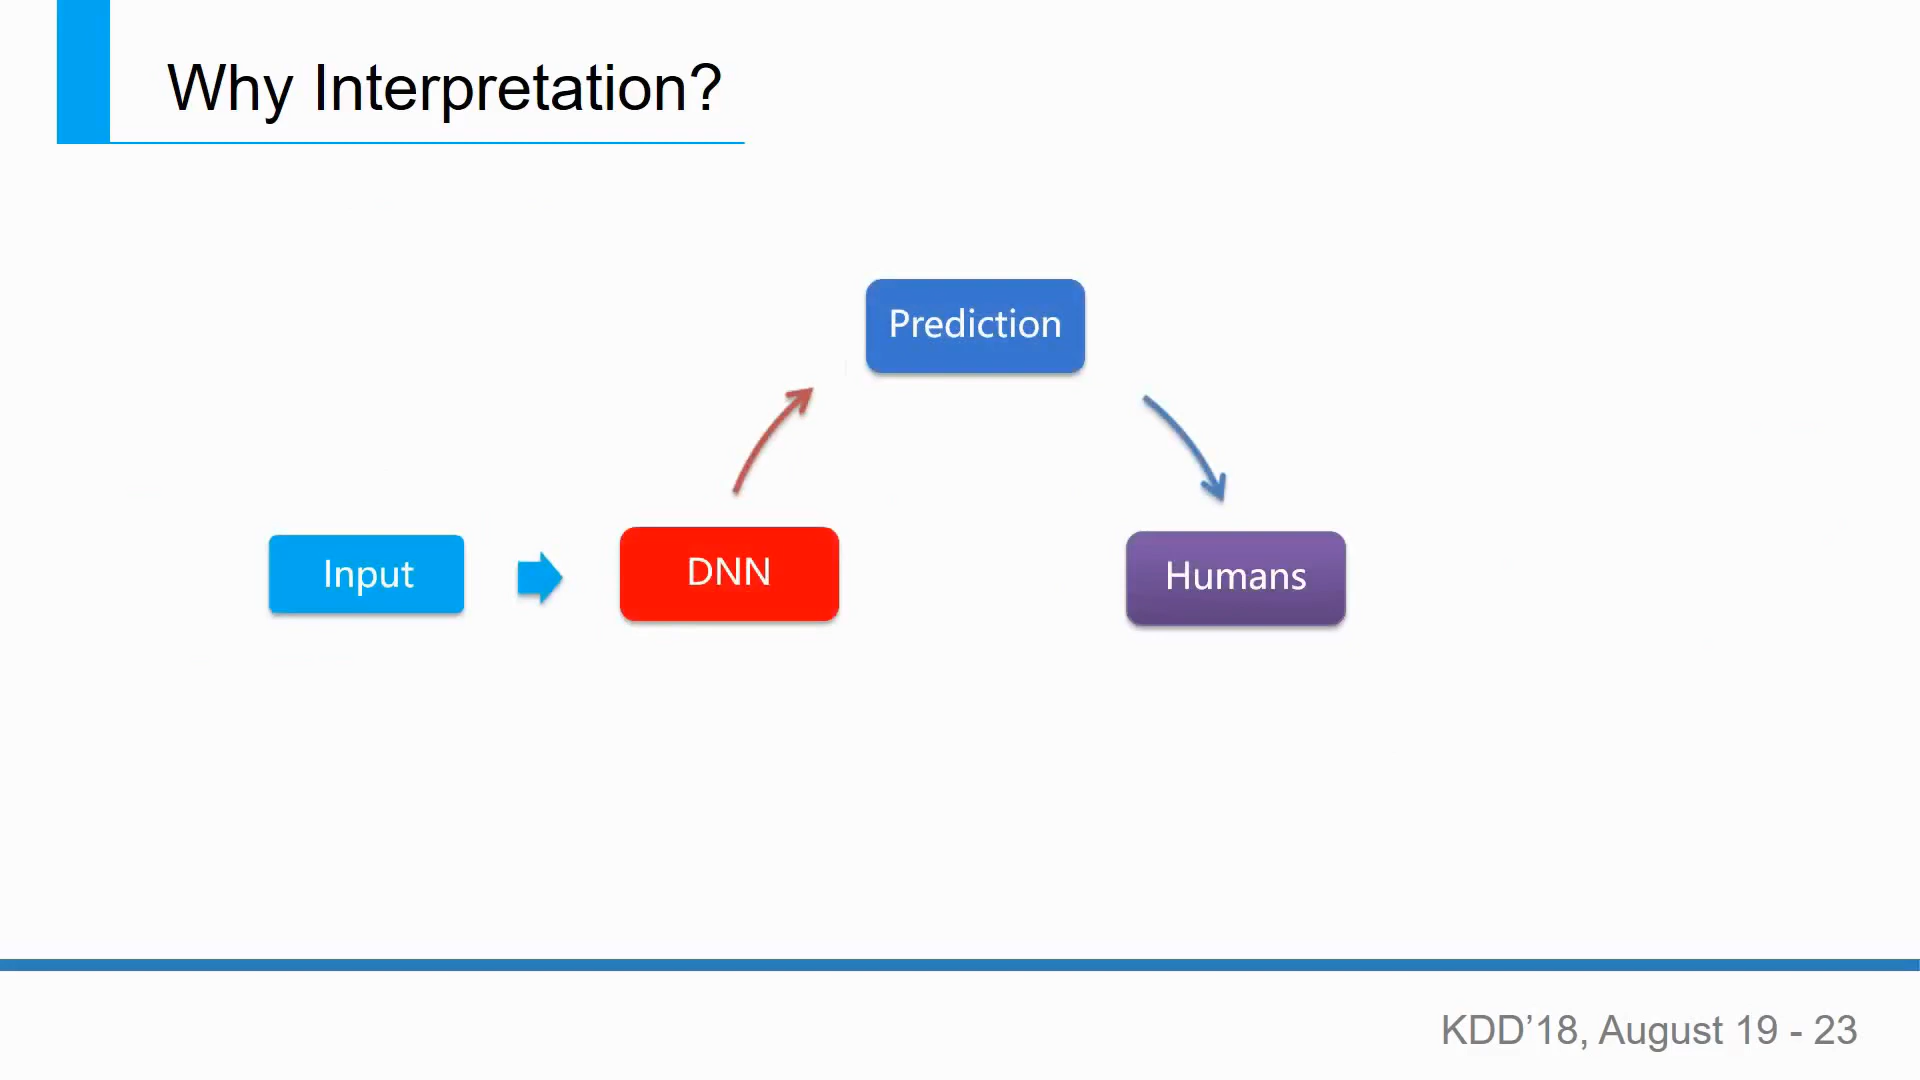 Why Interpretation?
Prediction
Input
DNN
Humans
KDD’18, August 19 - 23